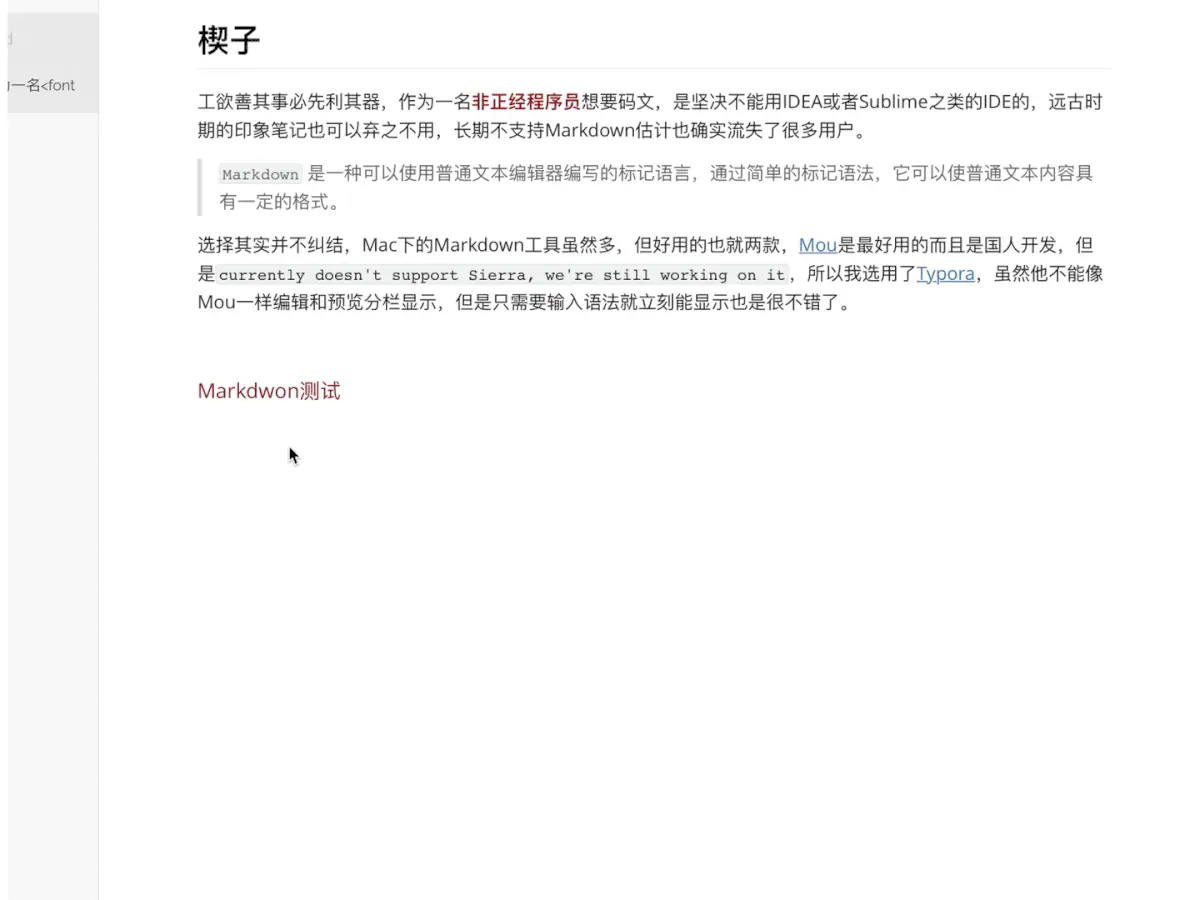 楔子
为一名<font
工欲善其事必先利其器，作为一名非正经程序员想要码文，是坚决不能用IDEA或者Sublime之类的IDE的，远古时
期的印象笔记也可以弃之不用，长期不支持Markdown估计也确实流失了很多用户。
Markdown 是一种可以使用普通文本编辑器编写的标记语言，通过简单的标记语法，它可以使普通文本内容具
有一定的格式。
选择其实并不纠结，Mac下的Markdown工具虽然多，但好用的也就两款，Mou是最好用的而且是国人开发，但
是currently doesn't support Sierra, we're still working on it，所以我选用了Typora，虽然他不能像
Mou一样编辑和预览分栏显示，但是只需要输入语法就立刻能显示也是很不错了。
Markdwon测试